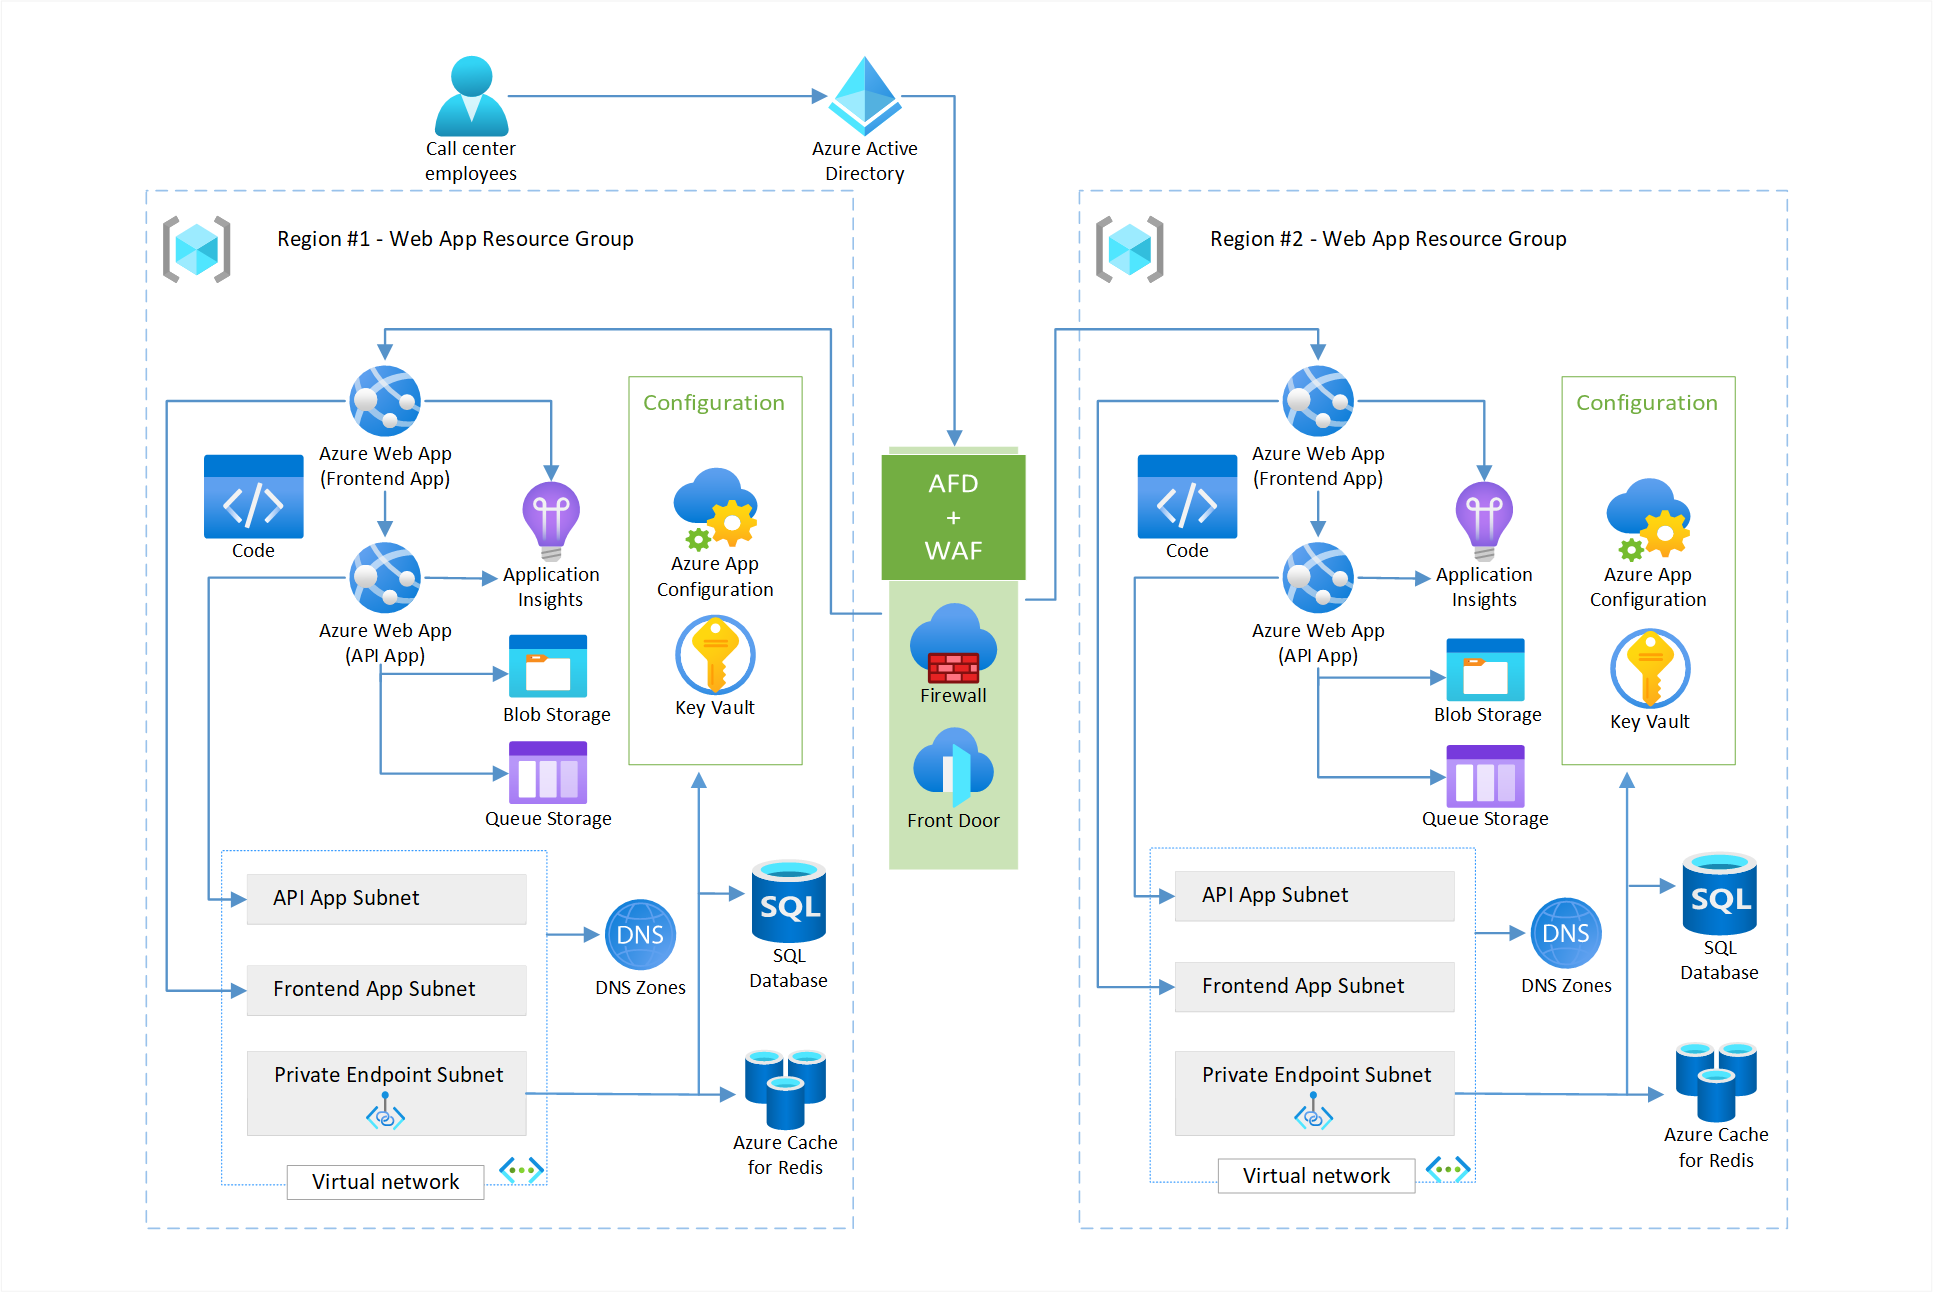 Call center
employees
Azure Active
Directory
Region #1 - Web App Resource Group
Azure Web App
(Frontend App)
Code
Azure Web App
(API App)
Application
Insights
Blob Storage
Queue Storage
Configuration
Azure App
Configuration
Key Vault
API App Subnet
Frontend App Subnet
Private Endpoint Subnet
Virtual network
DNS
DNS Zones
SQL
SQL
Database
Azure Cache
for Redis
AFD
+
WAF
Firewall
Front Door
Region #2 - Web App Resource Group
Azure Web App
(Frontend App)
Code
Azure Web App
(API App)
Application
Insights
Blob Storage
Queue Storage
Configuration
Azure App
Configuration
Key Vault
API App Subnet
Frontend App Subnet
Private Endpoint Subnet
Virtual network
DNS
DNS Zones
SQL
SQL
Database
Azure Cache
for Redis